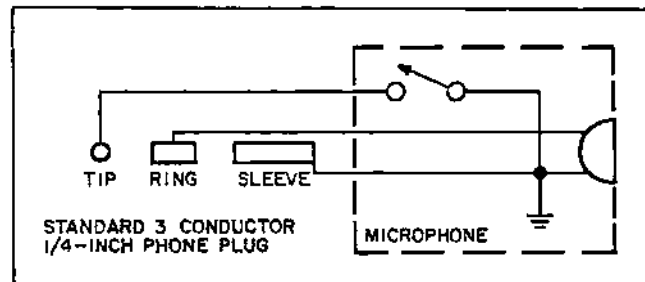 TIP RING SLEEVE
STANDARD 3 CONDUCTOR
1/4-INCH PHONE PLUG
MICROPHONE